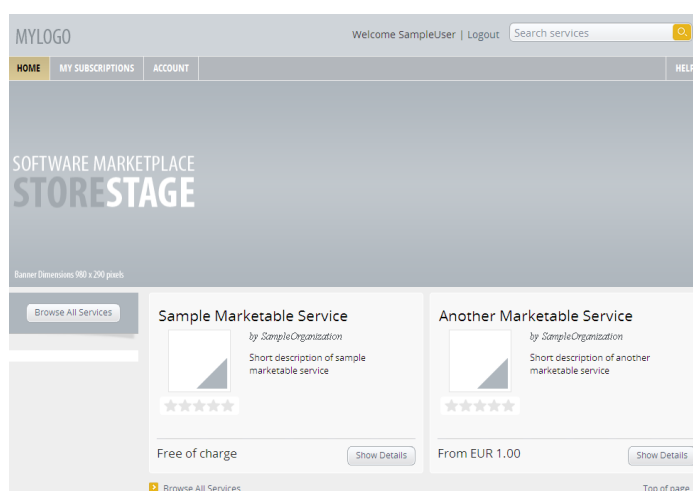 MYLOGO
Welcome SampleUser | Logout
Search services
HOME
MY SUBSCRIPTIONS
ACCOUNT
HELP
SOFTWARE MARKETPLACE
STORESTAGE
Banner Dimensions 980 x 290 pixels
Browse All Services
Sample Marketable Service
by SampleOrganization
Short description of sample
marketable service
Free of charge
Show Details
Another Marketable Service
by SampleOrganization
Short description of another
marketable service
From EUR 1.00
Show Details
Browse All Services
Top of page